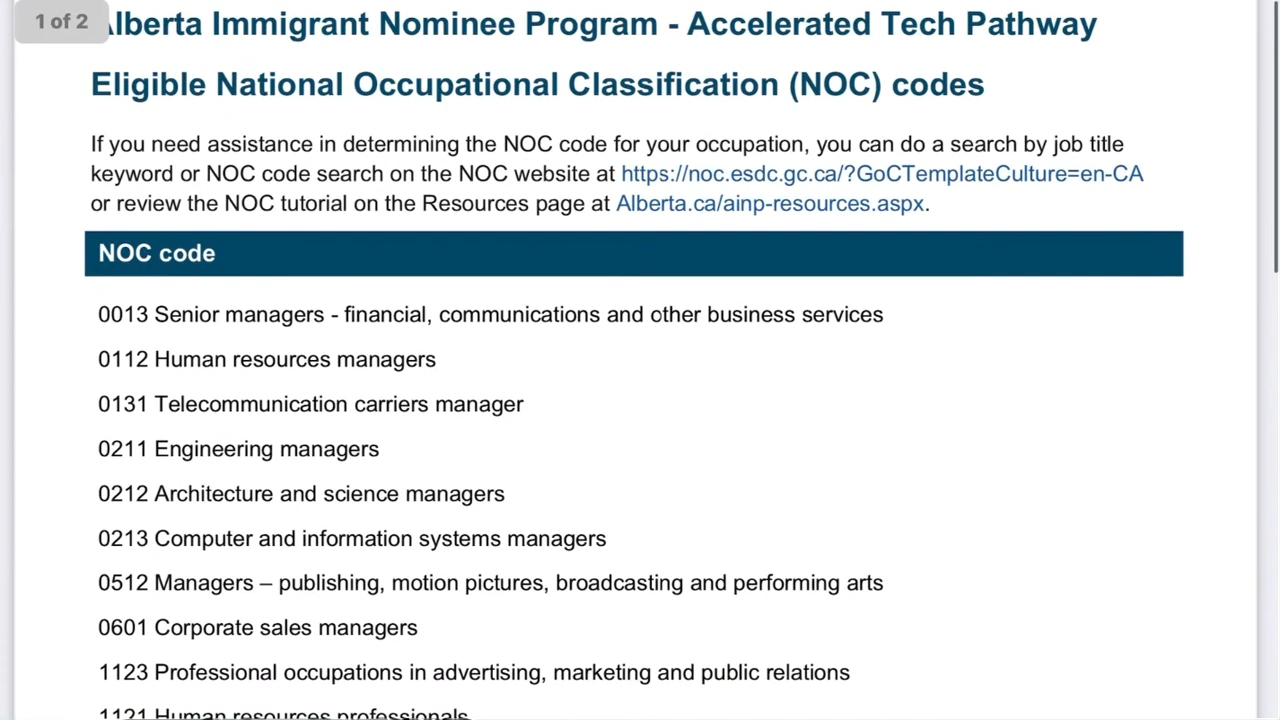 1 of 2
Alberta Immigrant Nominee Program - Accelerated Tech Pathway
Eligible National Occupational Classification (NOC) codes
If you need assistance in determining the NOC code for your occupation, you can do a search by job title
keyword or NOC code search on the NOC website at https://noc.esdc.gc.ca/?GoCTemplateCulture=en-CA
or review the NOC tutorial on the Resources page at Alberta.ca/ainp-resources.aspx.
NOC code
0013 Senior managers - financial, communications and other business services
0112 Human resources managers
0131 Telecommunication carriers manager
0211 Engineering managers
0212 Architecture and science managers
0213 Computer and information systems managers
0512 Managers – publishing, motion pictures, broadcasting and performing arts
0601 Corporate sales managers
1123 Professional occupations in advertising, marketing and public relations
1121 Human resources professionals